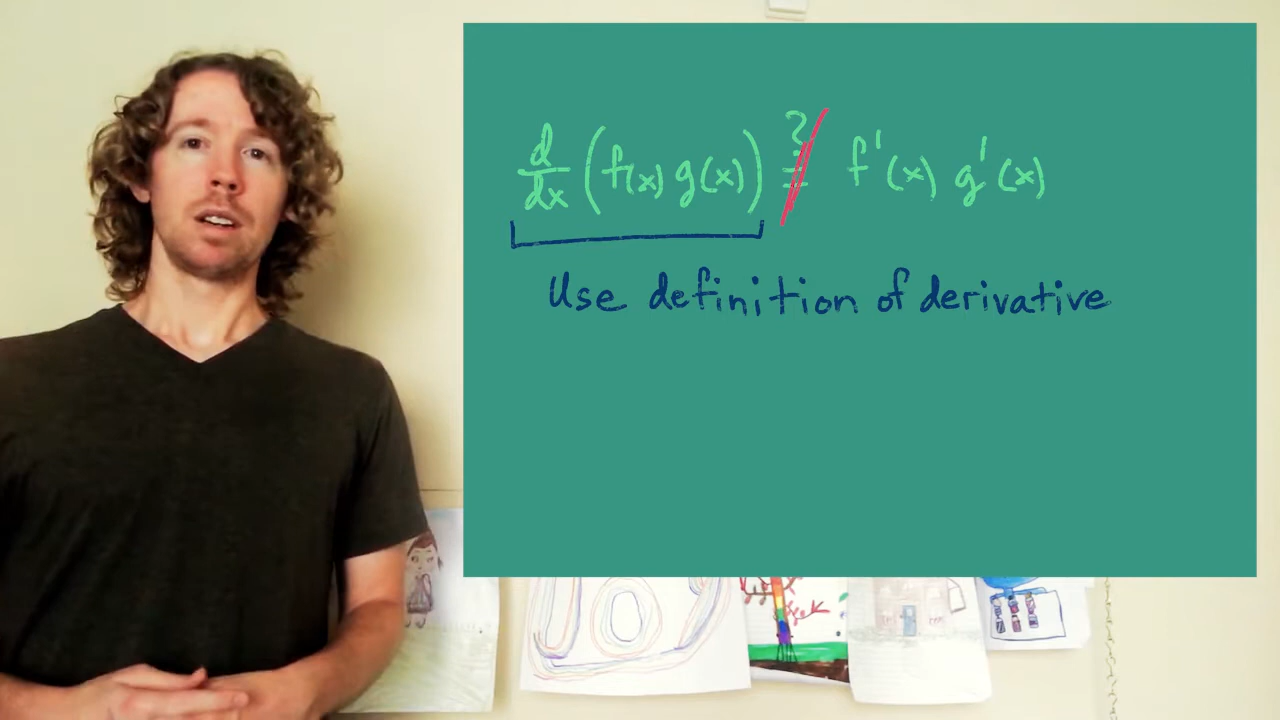 d/dx (f(x) g(x)) ≟ f'(x) g'(x)
Use definition of derivative